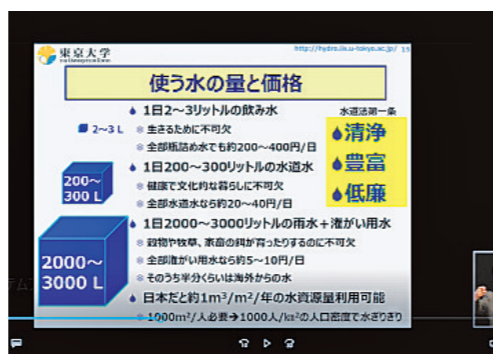 東京大学
http://hydro.iis.u-tokyo.ac.jp/ 15
使う水の量と価格
1日2～3リットルの飲み水
2～3 L
生きるために不可欠
全部瓶詰め水でも約200～400円/日
水道法第一条
清浄
豊富
低廉
1日200～300リットルの水道水
200～
300 L
健康で文化的な暮らしに不可欠
全部水道水なら約20～40円/日
1日2000～3000リットルの雨水＋潅がい用水
2000～
3000 L
穀物や牧草、家畜の餌が育ったりするのに不可欠
全部潅がい用水なら約5～10円/日
そのうち半分くらいは海外からの水
日本だと約1m³/m²/年の水資源量利用可能
1000m²/人必要→1000人/km²の人口密度で水ぎりぎり